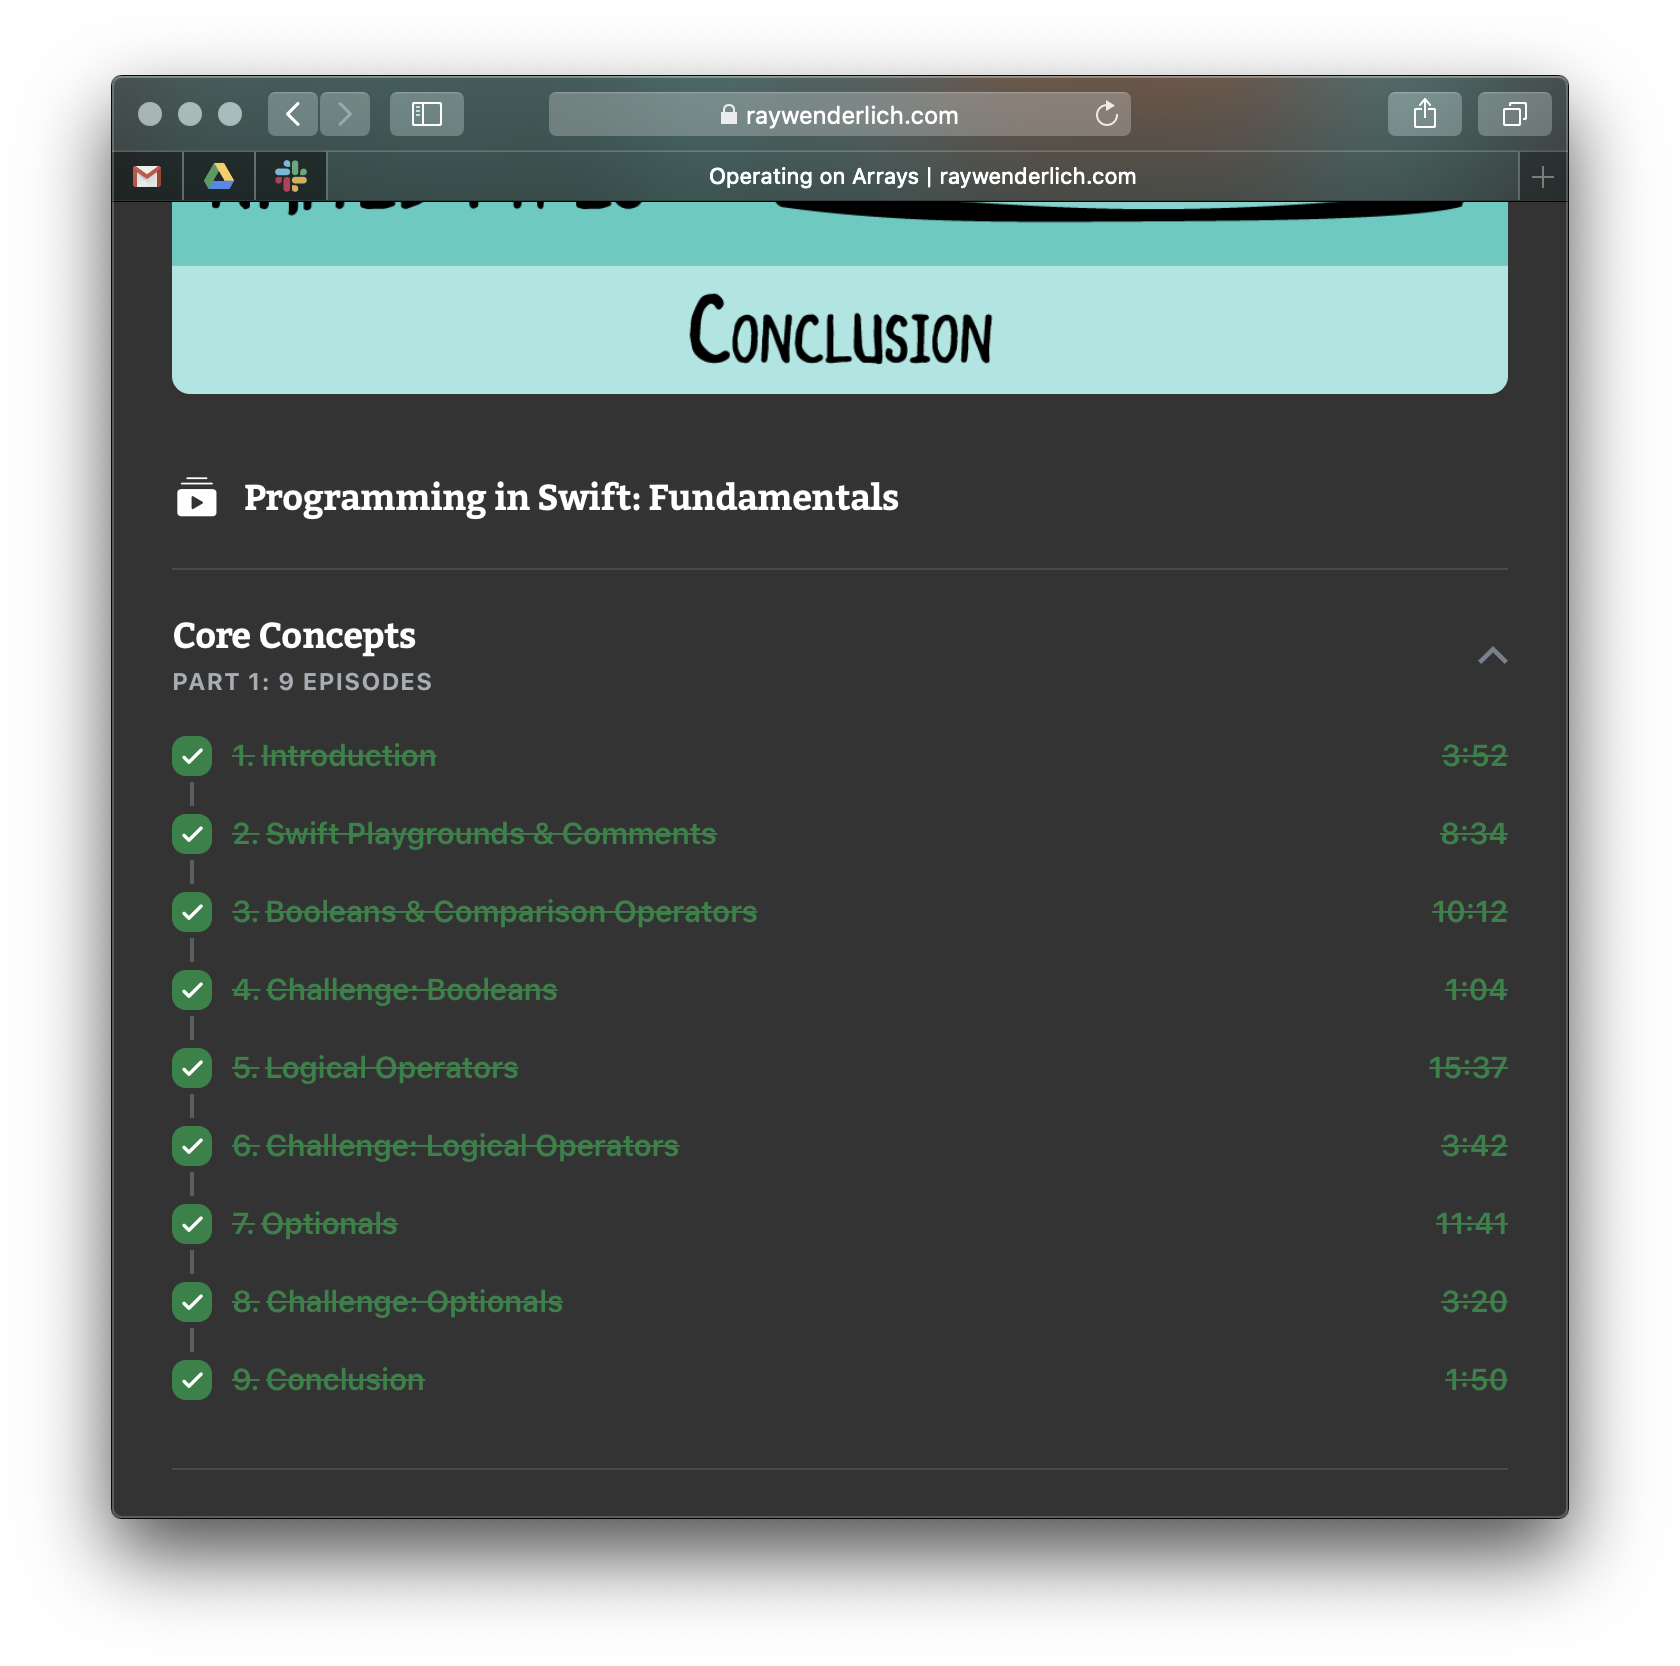 raywenderlich.com
Operating on Arrays | raywenderlich.com
CONCLUSION
Programming in Swift: Fundamentals
Core Concepts
PART 1: 9 EPISODES
1. Introduction 3:52
2. Swift Playgrounds & Comments 8:34
3. Booleans & Comparison Operators 10:12
4. Challenge: Booleans 1:04
5. Logical Operators 15:37
6. Challenge: Logical Operators 3:42
7. Optionals 11:41
8. Challenge: Optionals 3:20
9. Conclusion 1:50